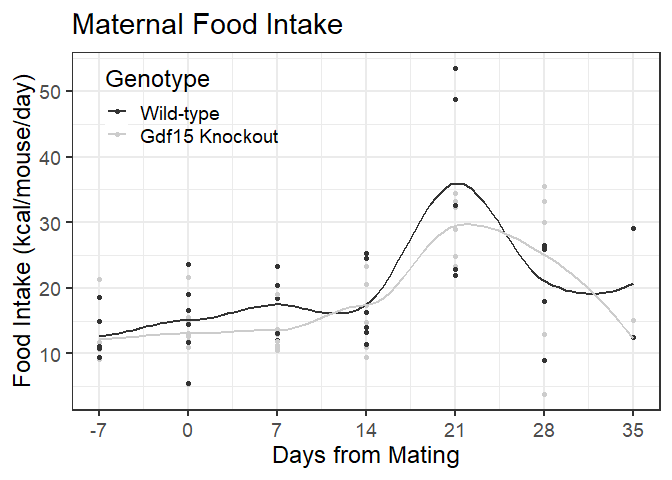 Maternal Food Intake
Food Intake (kcal/mouse/day)
50
40
30
20
10
Genotype
Wild-type
Gdf15 Knockout
-7 0 7 14 21 28 35
Days from Mating